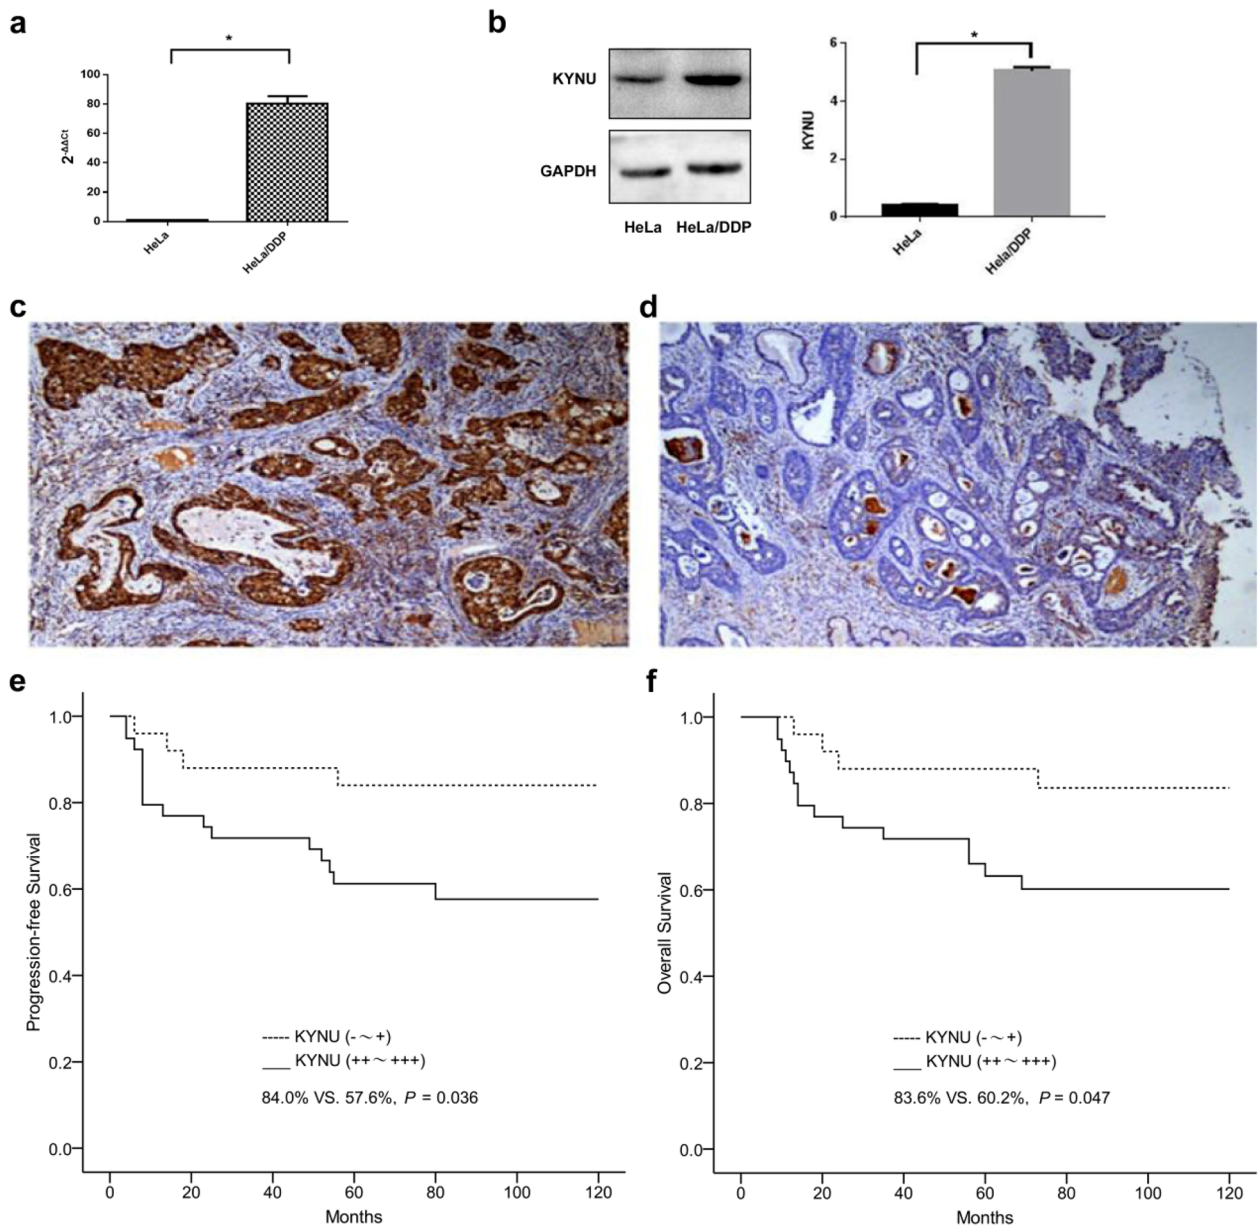 a
*
2-ΔΔCt
100
80
60
40
20
0
HeLa
HeLa/DDP
b
KYNU
GAPDH
HeLa HeLa/DDP
*
KYNU
6
4
2
0
HeLa
Hela/DDP
c
d
e
Progression-free Survival
1.0
0.8
0.6
0.4
0.2
0.0
KYNU (-~+)
KYNU (++~+++)
84.0% VS. 57.6%, P = 0.036
0 20 40 60 80 100 120
Months
f
Overall Survival
1.0
0.8
0.6
0.4
0.2
0.0
KYNU (-~+)
KYNU (++~+++)
83.6% VS. 60.2%, P = 0.047
0 20 40 60 80 100 120
Months